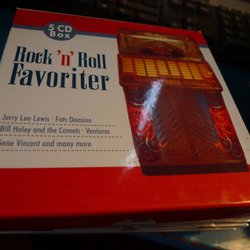 5 CD
Box
Rock 'n' Roll
Favoriter
Jerry Lee Lewis · Fats Domino
Bill Haley and the Comets · Ventures
Gene Vincent and many more